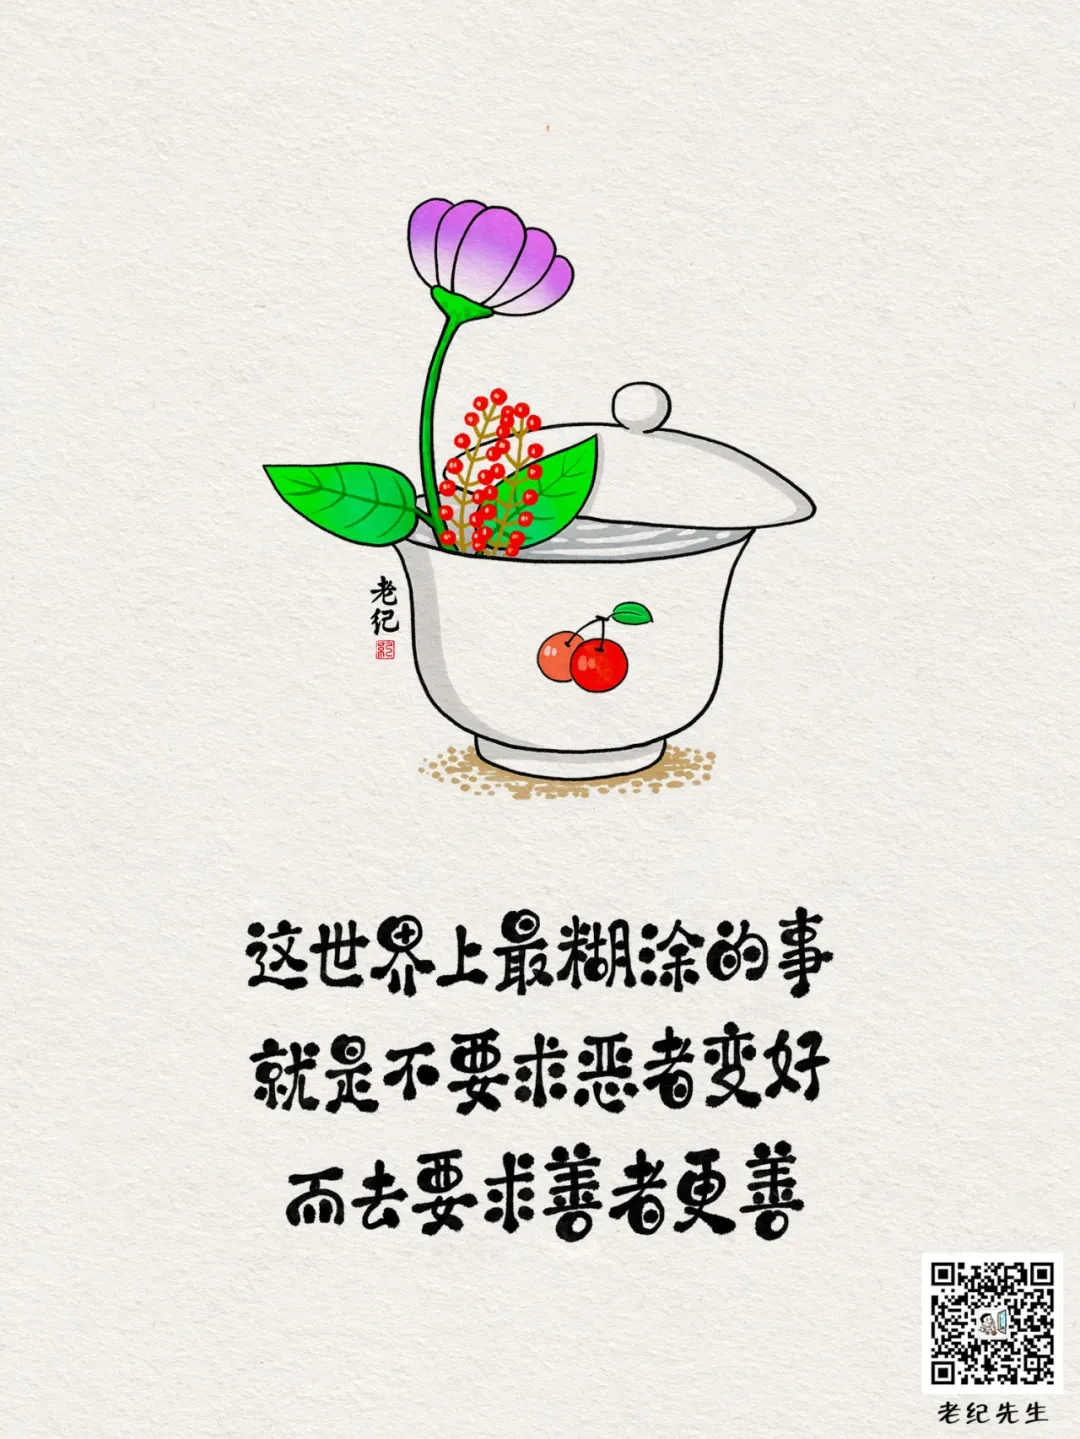 老纪
这世界上最糊涂的事
就是不要求恶者变好
而去要求善者更善
老纪先生